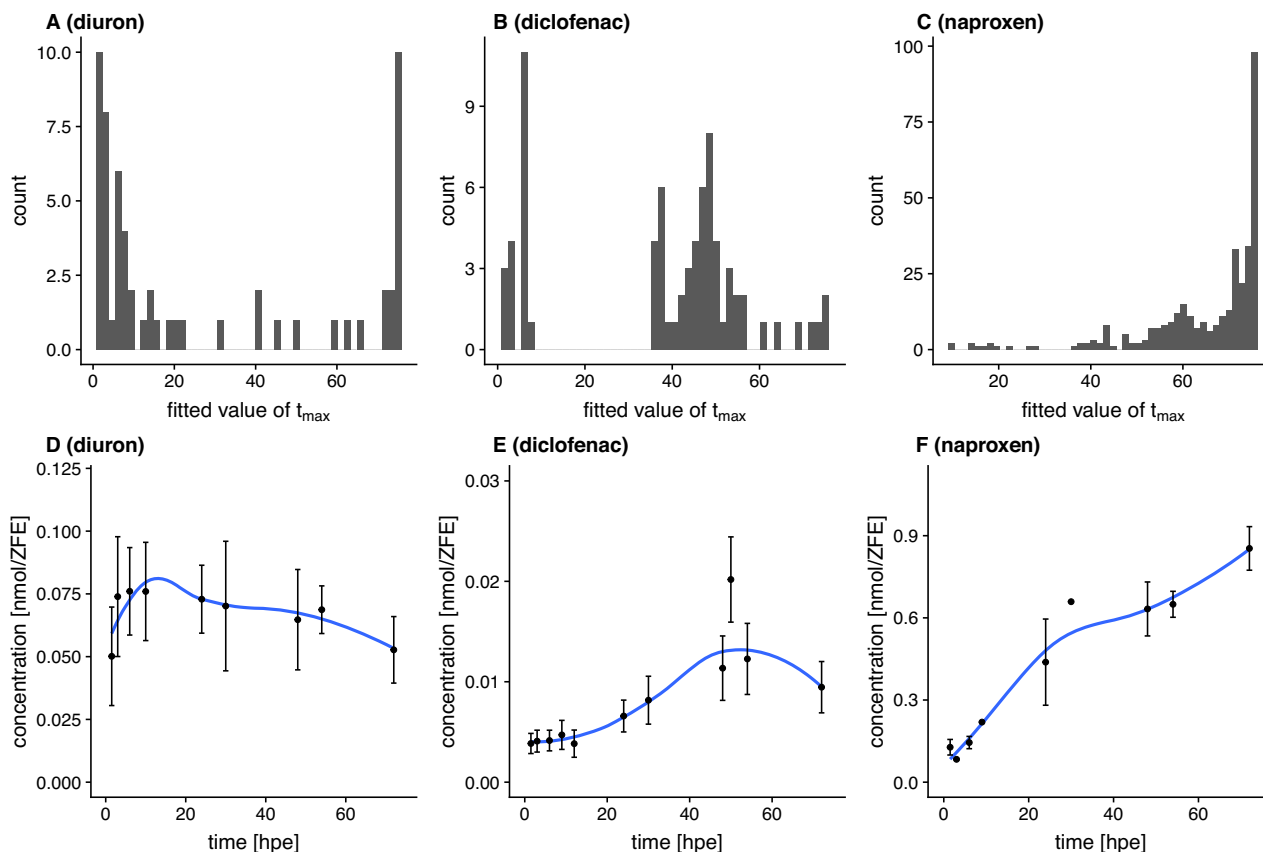 A (diuron)
B (diclofenac)
C (naproxen)
10.0
7.5
5.0
2.5
0.0
count
0
20
40
60
fitted value of tmax
9
6
3
0
count
0
20
40
60
fitted value of tmax
100
75
50
25
0
count
20
40
60
fitted value of tmax
D (diuron)
E (diclofenac)
F (naproxen)
0.125
0.100
0.075
0.050
0.025
0.000
concentration [nmol/ZFE]
0
20
40
60
time [hpe]
0.03
0.02
0.01
0.00
concentration [nmol/ZFE]
0
20
40
60
time [hpe]
0.9
0.6
0.3
0.0
concentration [nmol/ZFE]
0
20
40
60
time [hpe]